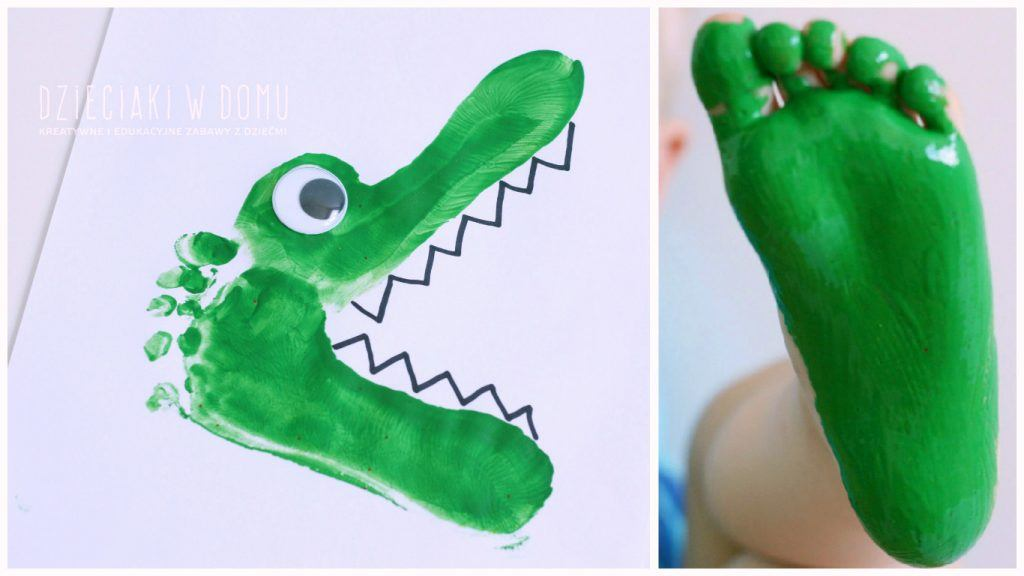 DZIECIAKI W DOMU
KREATYWNE I EDUKACYJNE ZABAWY Z DZIEĆMI